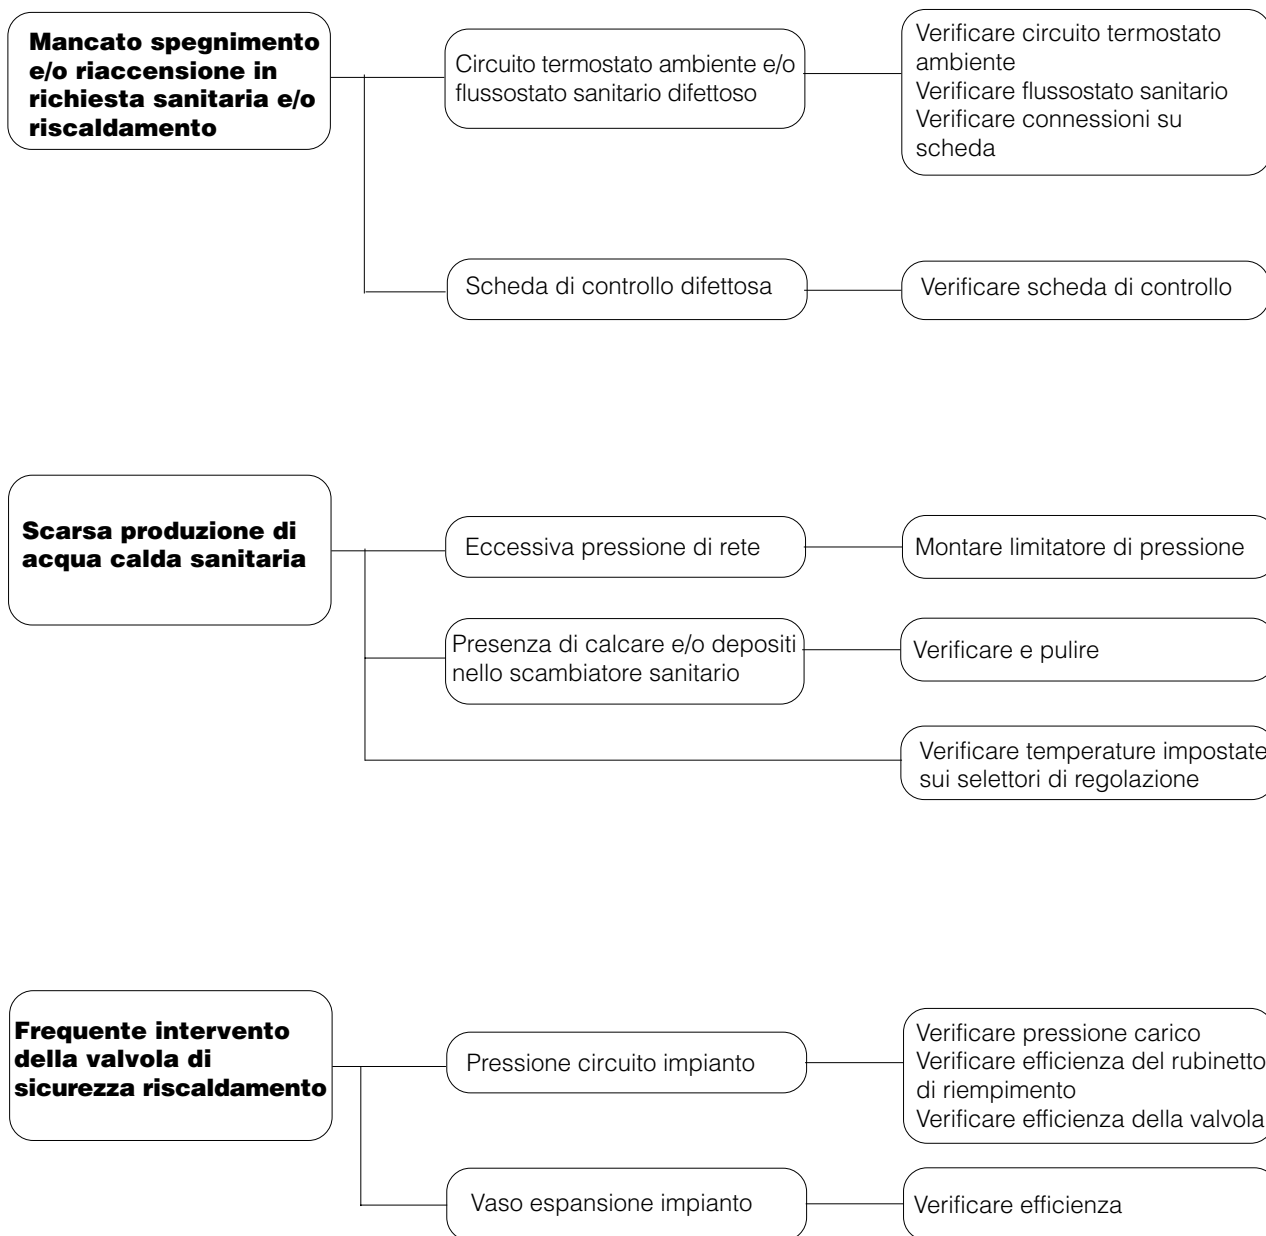 Mancato spegnimento
e/o riaccensione in
richiesta sanitaria e/o
riscaldamento
Circuito termostato ambiente e/o
flussostato sanitario difettoso
Verificare circuito termostato
ambiente
Verificare flussostato sanitario
Verificare connessioni su
scheda
Scheda di controllo difettosa
Verificare scheda di controllo
Scarsa produzione di
acqua calda sanitaria
Eccessiva pressione di rete
Montare limitatore di pressione
Presenza di calcare e/o depositi
nello scambiatore sanitario
Verificare e pulire
Verificare temperature impostate
sui selettori di regolazione
Frequente intervento
della valvola di
sicurezza riscaldamento
Pressione circuito impianto
Verificare pressione carico
Verificare efficienza del rubinetto
di riempimento
Verificare efficienza della valvola
Vaso espansione impianto
Verificare efficienza